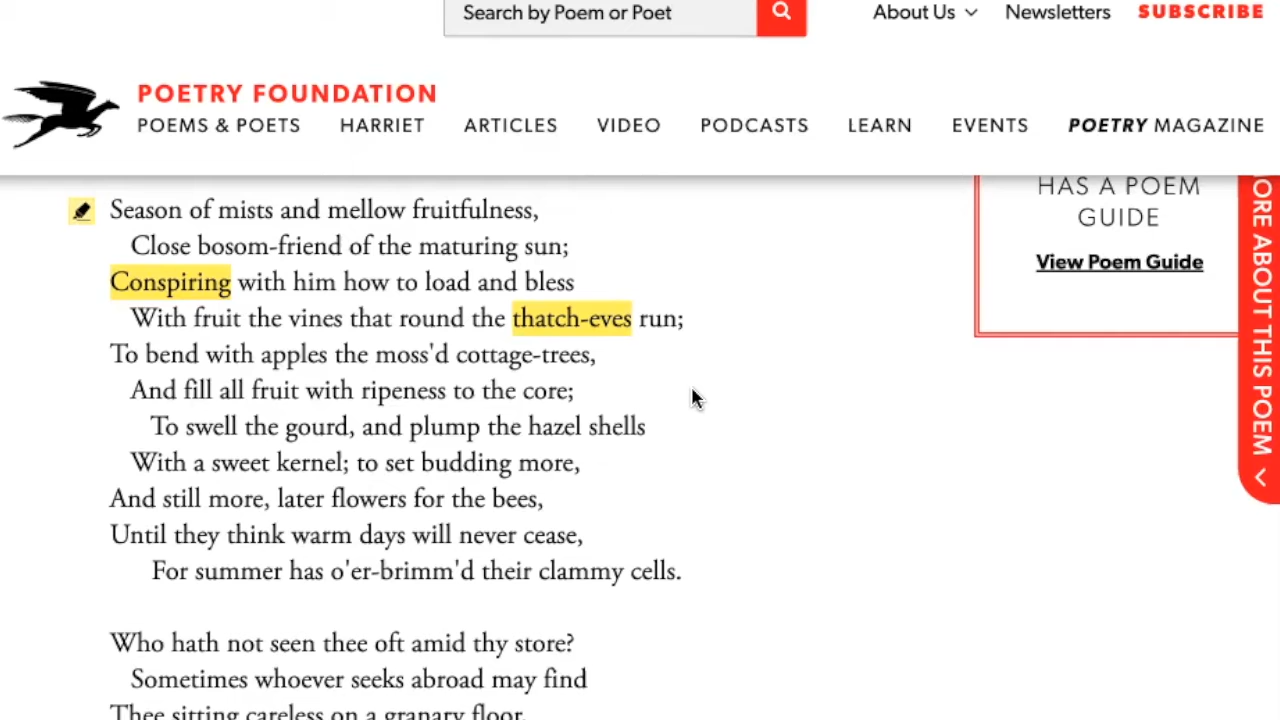 Search by Poem or Poet
About Us
Newsletters
SUBSCRIBE
POETRY FOUNDATION
POEMS & POETS
HARRIET
ARTICLES
VIDEO
PODCASTS
LEARN
EVENTS
POETRY MAGAZINE
Season of mists and mellow fruitfulness,
Close bosom-friend of the maturing sun;
Conspiring with him how to load and bless
With fruit the vines that round the thatch-eves run;
To bend with apples the moss'd cottage-trees,
And fill all fruit with ripeness to the core;
To swell the gourd, and plump the hazel shells
With a sweet kernel; to set budding more,
And still more, later flowers for the bees,
Until they think warm days will never cease,
For summer has o'er-brimm'd their clammy cells.
Who hath not seen thee oft amid thy store?
Sometimes whoever seeks abroad may find
Thee sitting careless on a granary floor,
HAS A POEM
GUIDE
View Poem Guide
ORE ABOUT THIS POEM